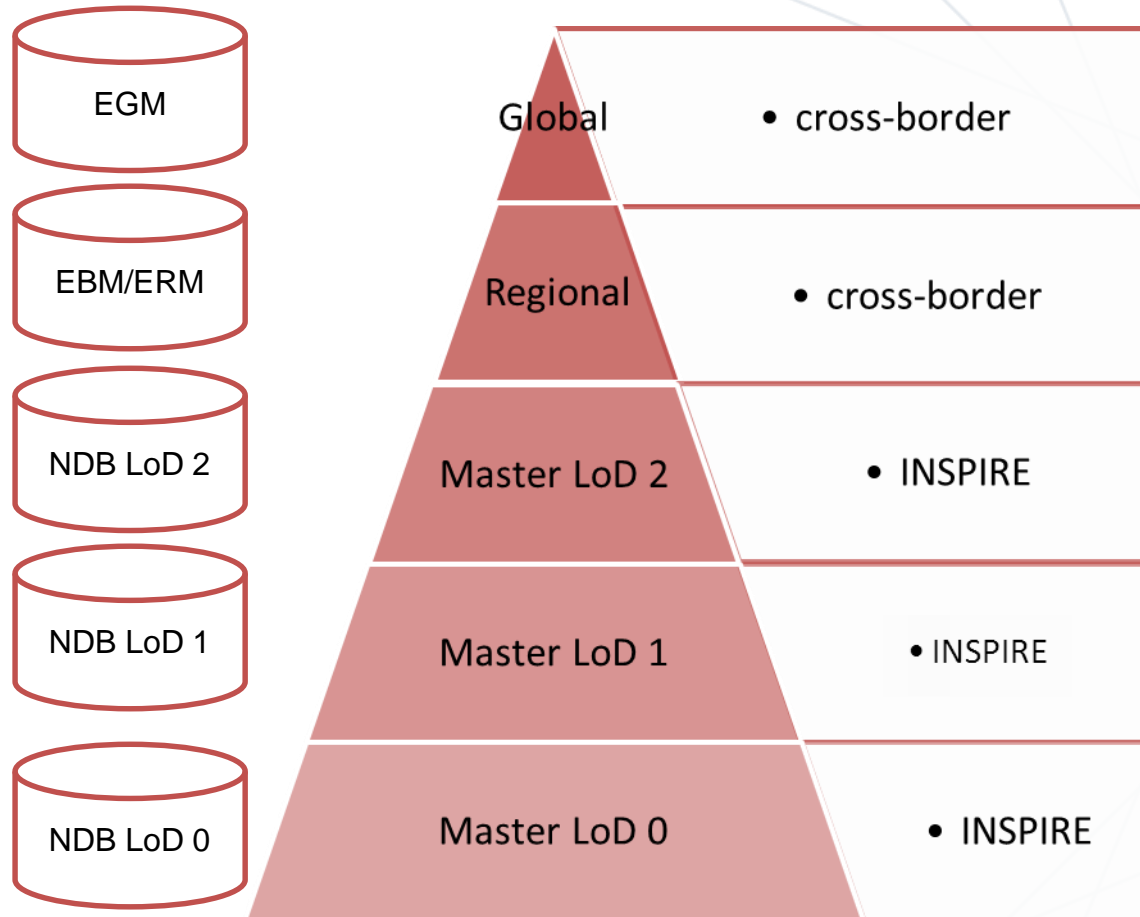 EGM
Global
• cross-border
EBM/ERM
Regional
• cross-border
NDB LoD 2
Master LoD 2
• INSPIRE
NDB LoD 1
Master LoD 1
• INSPIRE
NDB LoD 0
Master LoD 0
• INSPIRE